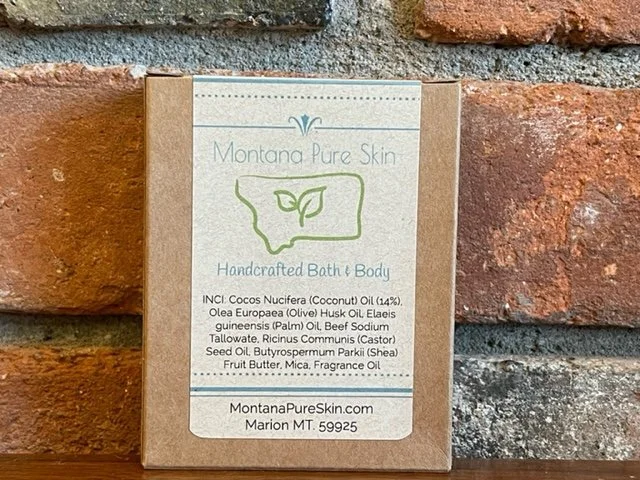 Montana Pure Skin
Handcrafted Bath & Body
INCI. Cocos Nucifera (Coconut) Oil (14%),
Olea Europaea (Olive) Husk Oil, Elaeis
guineensis (Palm) Oil, Beef Sodium
Tallowate, Ricinus Communis (Castor)
Seed Oil, Butyrospermum Parkii (Shea)
Fruit Butter, Mica, Fragrance Oil
MontanaPureSkin.com
Marion MT. 59925